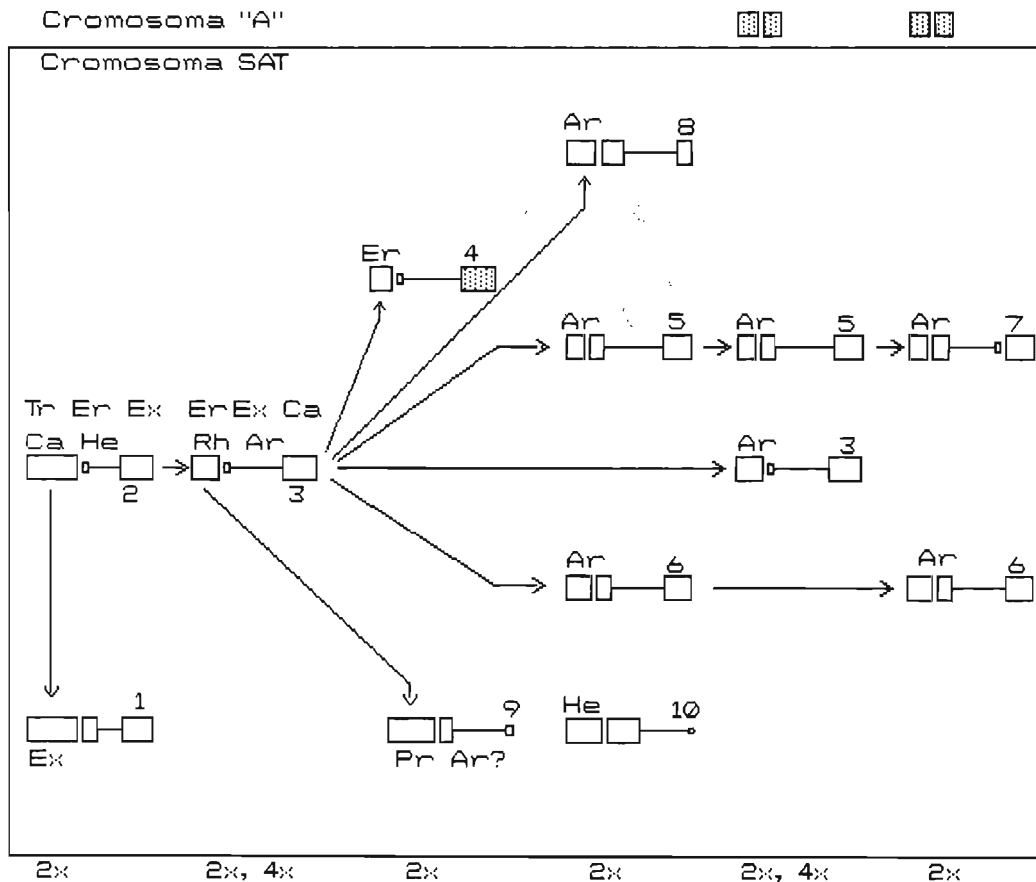 Cromosoma "A"
Cromosoma SAT
Ar 8
Er 4
Ar 5 Ar 5 Ar 7
Tr Er Ex Er Ex Ca
Ca He Rh Ar Ar 3
2 3
Ar 6 Ar 6
1 9 He 10
Ex Pr Ar?
2x 2x, 4x 2x 2x 2x, 4x 2x